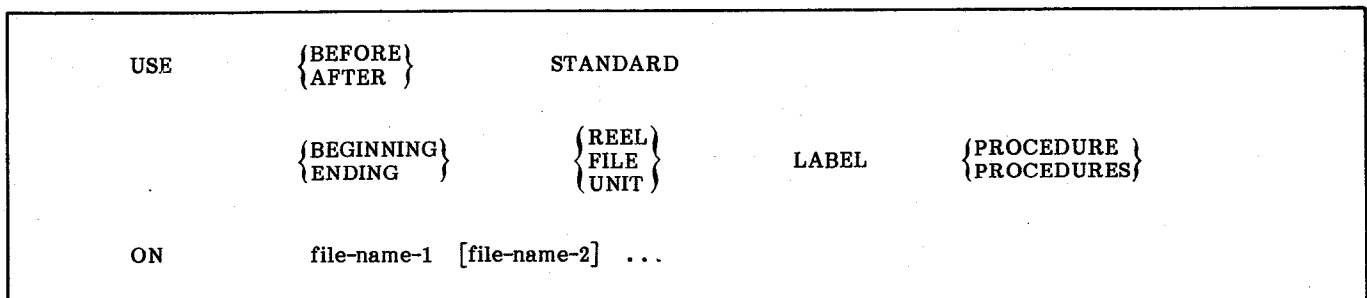 USE {BEFORE AFTER} STANDARD
{BEGINNING ENDING} {REEL FILE UNIT} LABEL {PROCEDURE PROCEDURES}
ON file-name-1 [file-name-2] ...